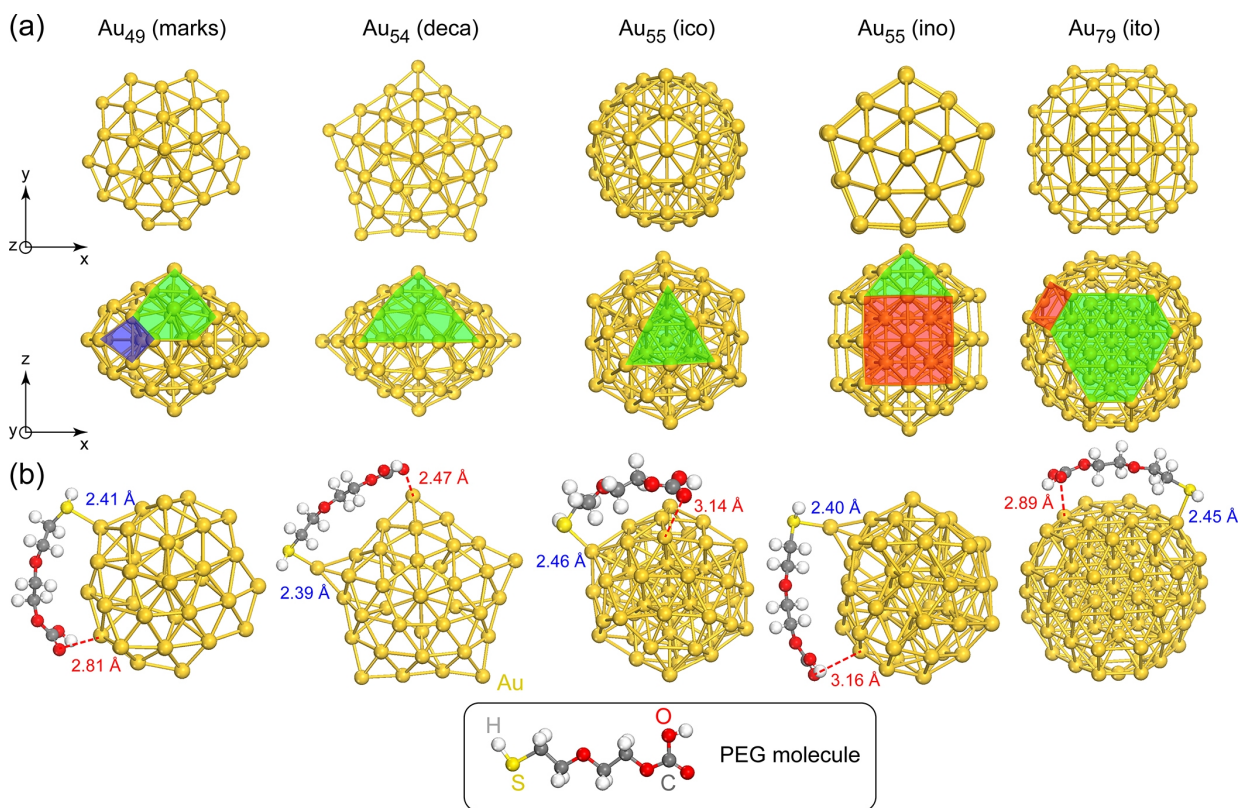 (a)
Au49 (marks) Au54 (deca) Au55 (ico) Au55 (ino) Au79 (ito)
y
z x
z
y x
(b)
2.41 Å
2.81 Å
2.47 Å
2.39 Å
3.14 Å
2.46 Å
2.40 Å
3.16 Å
2.89 Å
2.45 Å
Au
H O
S C
PEG molecule